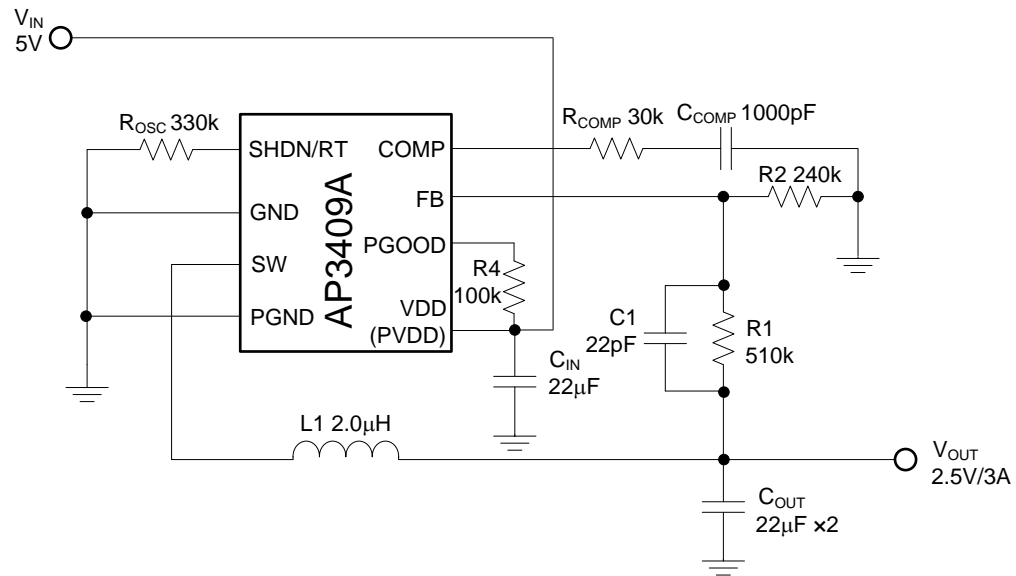 VIN
5V
ROSC 330k
SHDN/RT
GND
SW
PGND
AP3409A
COMP
FB
PGOOD
VDD
(PVDD)
RCOMP 30k
CCOMP 1000pF
R2 240k
R4
100k
CIN
22μF
C1
22pF
R1
510k
L1 2.0μH
VOUT
2.5V/3A
COUT
22μF ×2